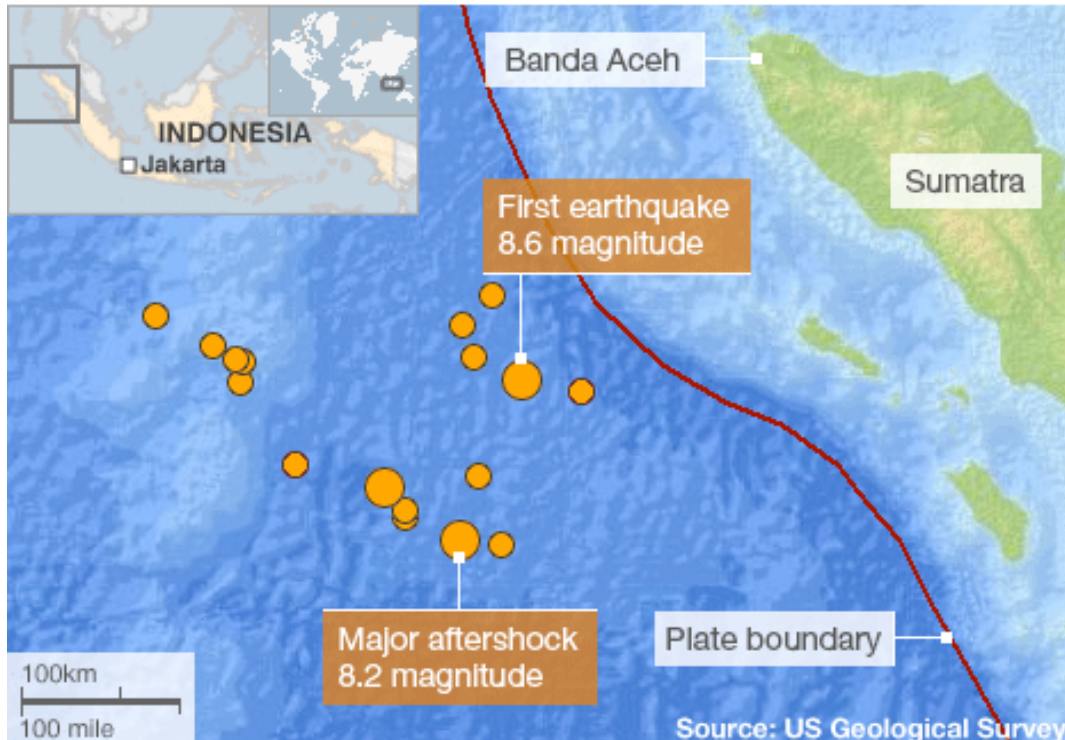 INDONESIA
Jakarta
Banda Aceh
Sumatra
First earthquake
8.6 magnitude
Major aftershock
8.2 magnitude
Plate boundary
100km
100 mile
Source: US Geological Survey